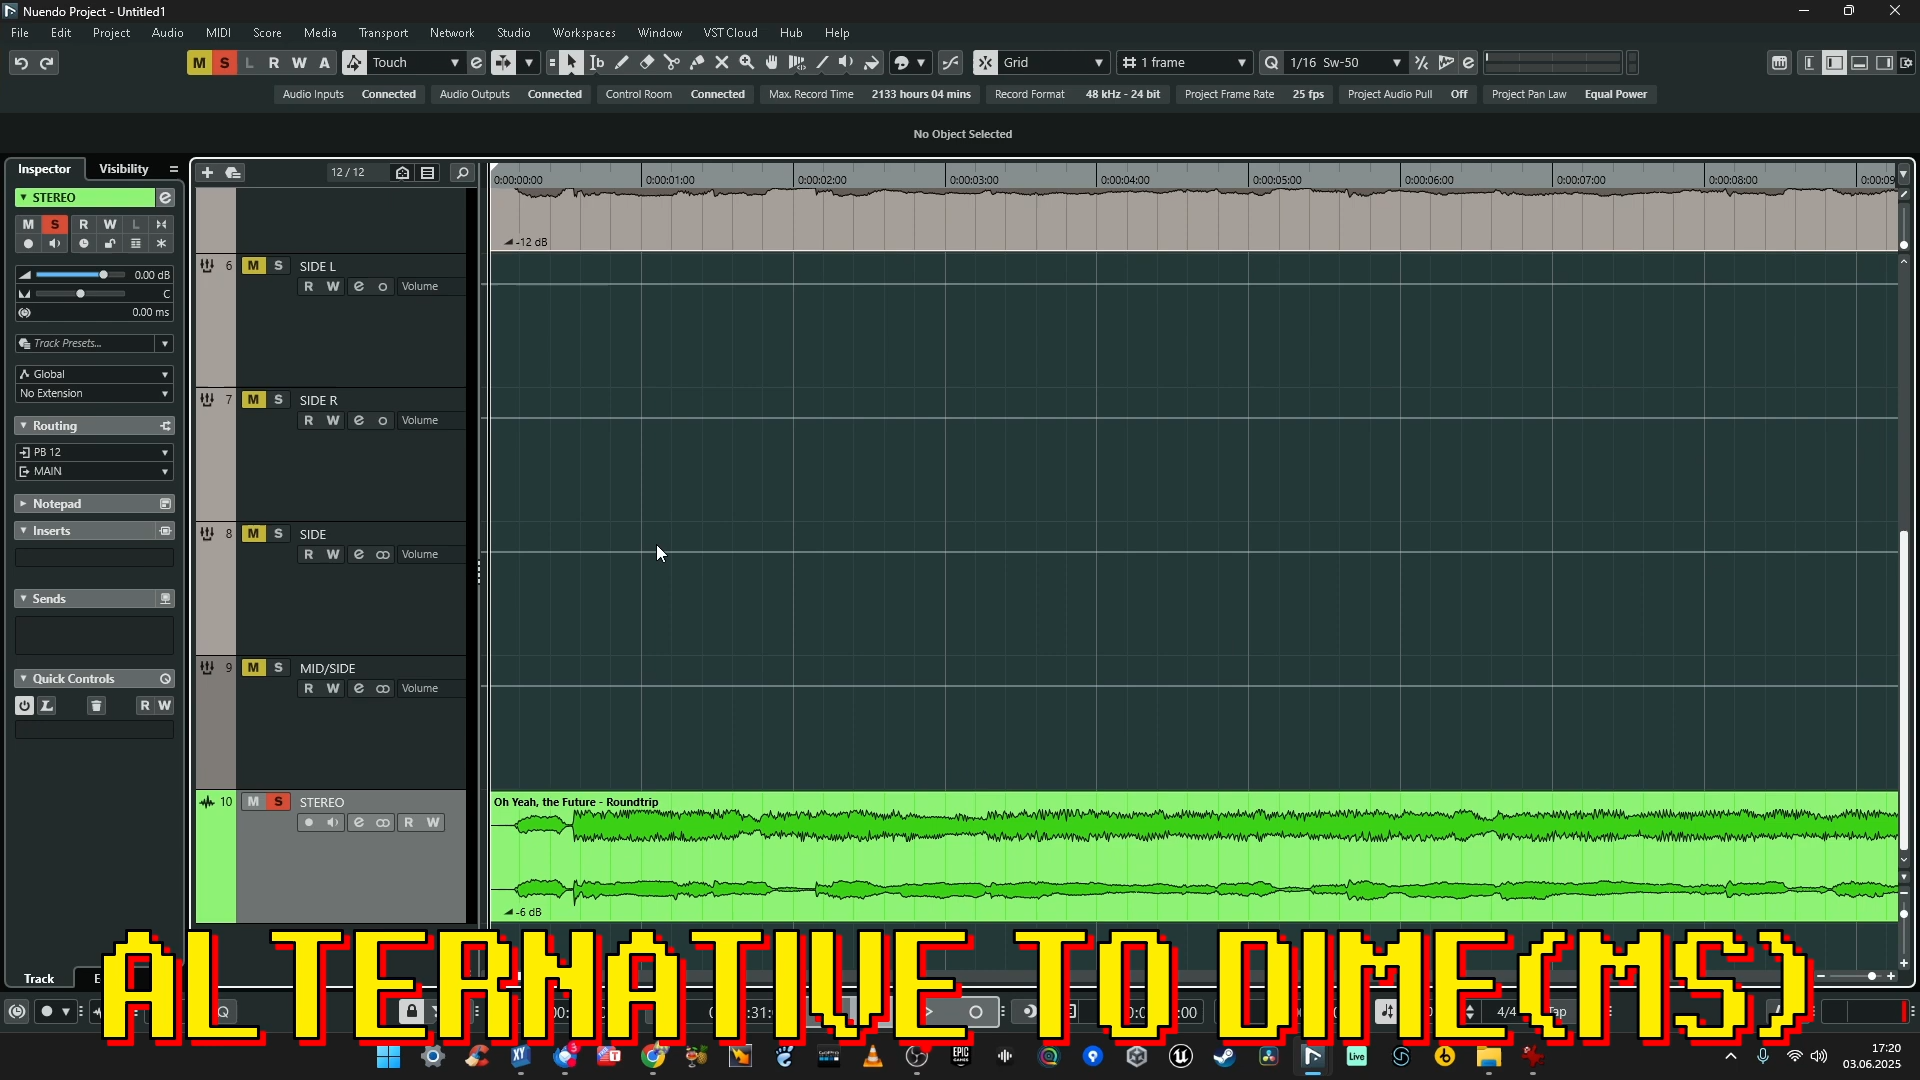 Nuendo Project - Untitled1
File Edit Project Audio MIDI Score Media Transport Network Studio Workspaces Window VST Cloud Hub Help
M S L R W A Touch Grid 1 frame 1/16 Sw-50
Audio Inputs Connected Audio Outputs Connected Control Room Connected Max. Record Time 2133 hours 04 mins Record Format 48 kHz - 24 bit Project Frame Rate 25 fps Project Audio Pull Off Project Pan Law Equal Power
No Object Selected
Inspector Visibility
12 / 12
0:00:00:00 0:00:01:00 0:00:02:00 0:00:03:00 0:00:04:00 0:00:05:00 0:00:06:00 0:00:07:00 0:00:08:00 0:00:09
STEREO
M S R W L
0.00 dB
C
0.00 ms
Track Presets...
Global
No Extension
Routing
PB 12
MAIN
Notepad
Inserts
Sends
Quick Controls
R W
-12 dB
6 M S SIDE L
R W Volume
7 M S SIDE R
R W Volume
8 M S SIDE
R W Volume
9 M S MID/SIDE
R W Volume
10 M S STEREO
R W
Oh Yeah, the Future - Roundtrip
-6 dB
Track
ALTERNATIVE TO DIME(MS)
4/4
17:20
03.06.2025